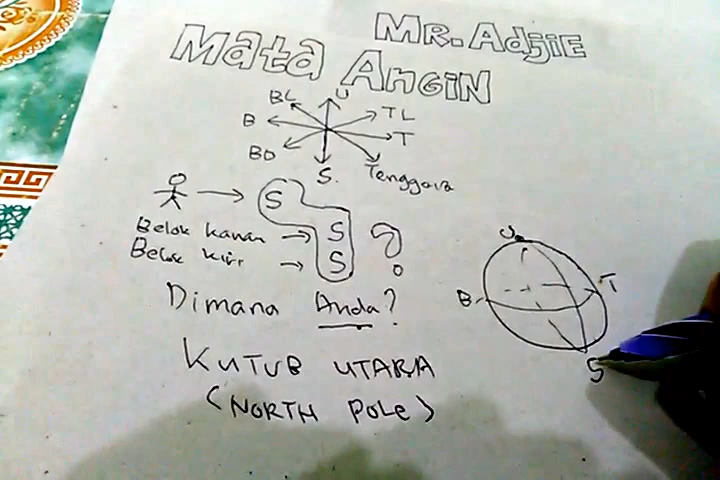 MR. Adjie
Mata Angin
U
BL
TL
B
T
BD
S.
Tenggara
S
Belok kanan
S
?
Belok kiri
S
Dimana Anda?
U
B
T
S
KUTUB UTARA
(NORTH POLE)